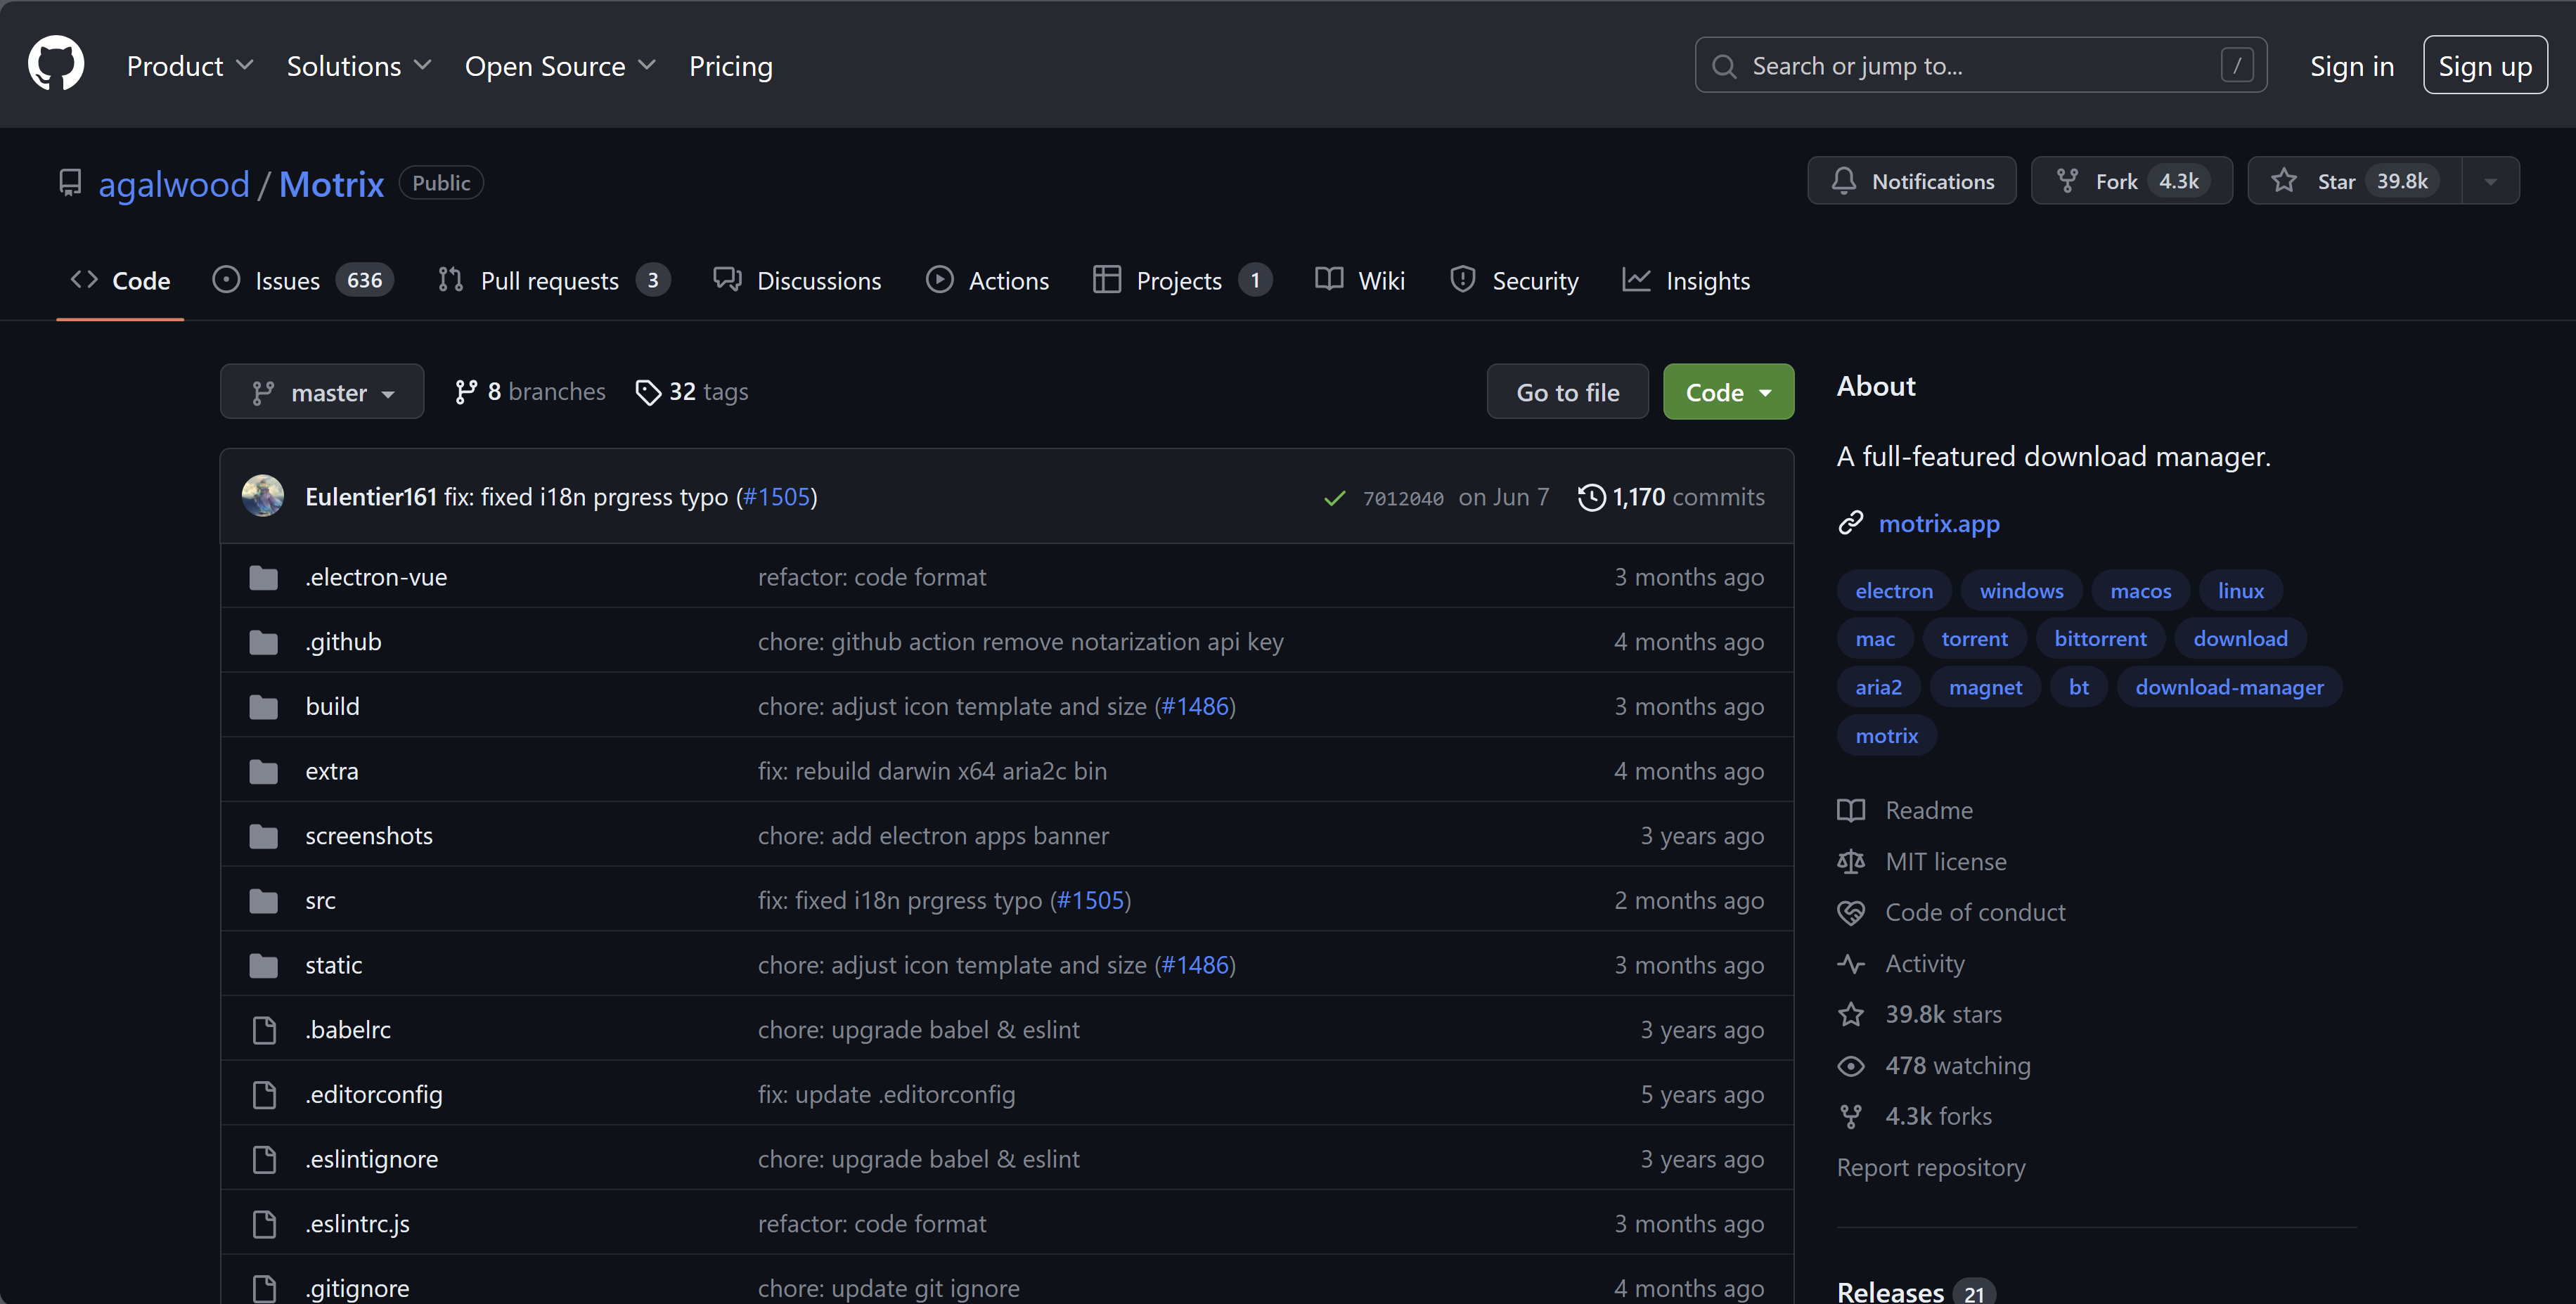 Product Solutions Open Source Pricing Search or jump to... / Sign in Sign up
agalwood / Motrix Public Notifications Fork 4.3k Star 39.8k
Code Issues 636 Pull requests 3 Discussions Actions Projects 1 Wiki Security Insights
master 8 branches 32 tags Go to file Code
Eulentier161 fix: fixed i18n prgress typo (#1505) 7012040 on Jun 7 1,170 commits
.electron-vue refactor: code format 3 months ago
.github chore: github action remove notarization api key 4 months ago
build chore: adjust icon template and size (#1486) 3 months ago
extra fix: rebuild darwin x64 aria2c bin 4 months ago
screenshots chore: add electron apps banner 3 years ago
src fix: fixed i18n prgress typo (#1505) 2 months ago
static chore: adjust icon template and size (#1486) 3 months ago
.babelrc chore: upgrade babel & eslint 3 years ago
.editorconfig fix: update .editorconfig 5 years ago
.eslintignore chore: upgrade babel & eslint 3 years ago
.eslintrc.js refactor: code format 3 months ago
.gitignore chore: update git ignore 4 months ago
About
A full-featured download manager.
motrix.app
electron windows macos linux
mac torrent bittorrent download
aria2 magnet bt download-manager
motrix
Readme
MIT license
Code of conduct
Activity
39.8k stars
478 watching
4.3k forks
Report repository
Releases 21